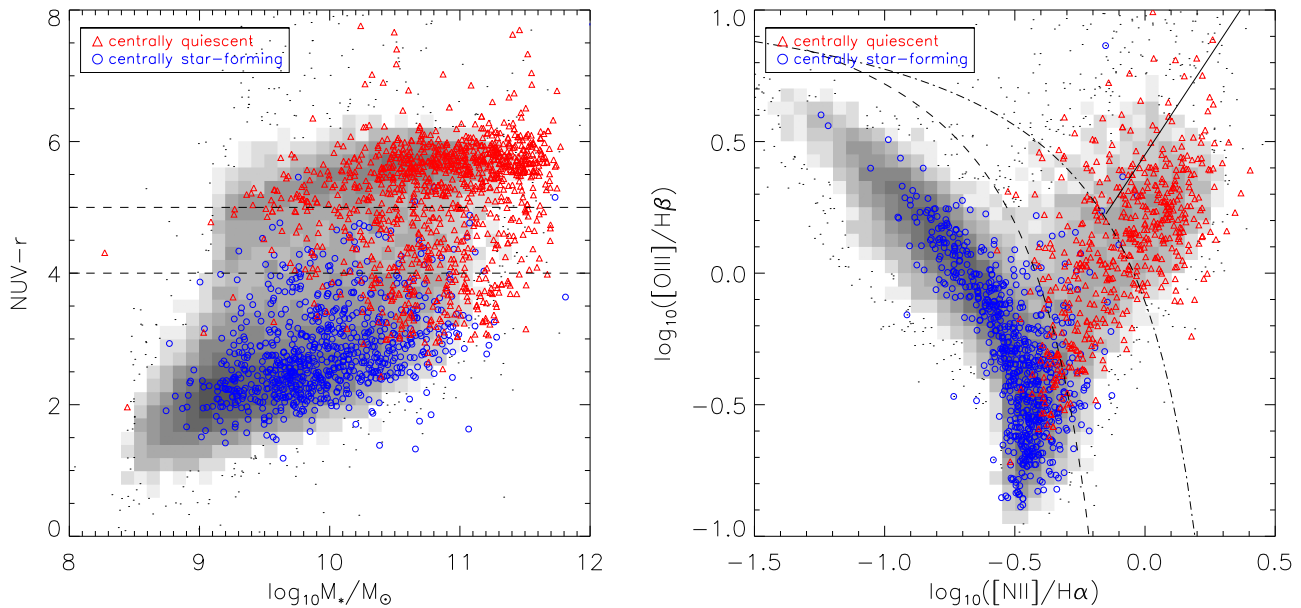 centrally quiescent
centrally star-forming
NUV-r
8
6
4
2
0
8 9 10 11 12
log₁₀M*/M⊙
centrally quiescent
centrally star-forming
log₁₀([OIII]/Hβ)
1.0
0.5
0.0
-0.5
-1.0
-1.5 -1.0 -0.5 0.0 0.5
log₁₀([NII]/Hα)